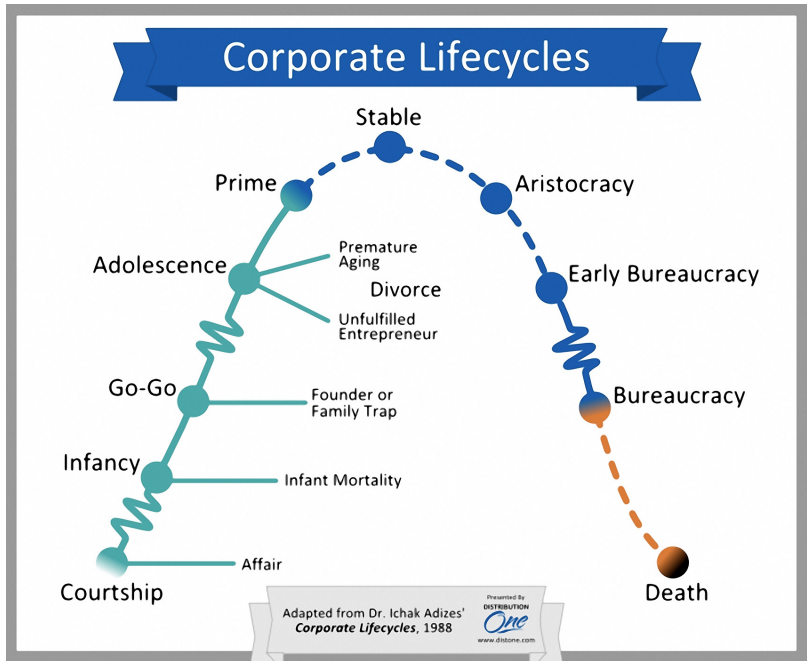 Corporate Lifecycles
Stable
Prime
Aristocracy
Adolescence
Premature
Aging
Divorce
Unfulfilled
Entrepreneur
Early Bureaucracy
Go-Go
Founder or
Family Trap
Bureaucracy
Infancy
Infant Mortality
Affair
Courtship
Death
Adapted from Dr. Ichak Adizes'
Corporate Lifecycles, 1988
Presented By
DISTRIBUTION
One
www.distone.com